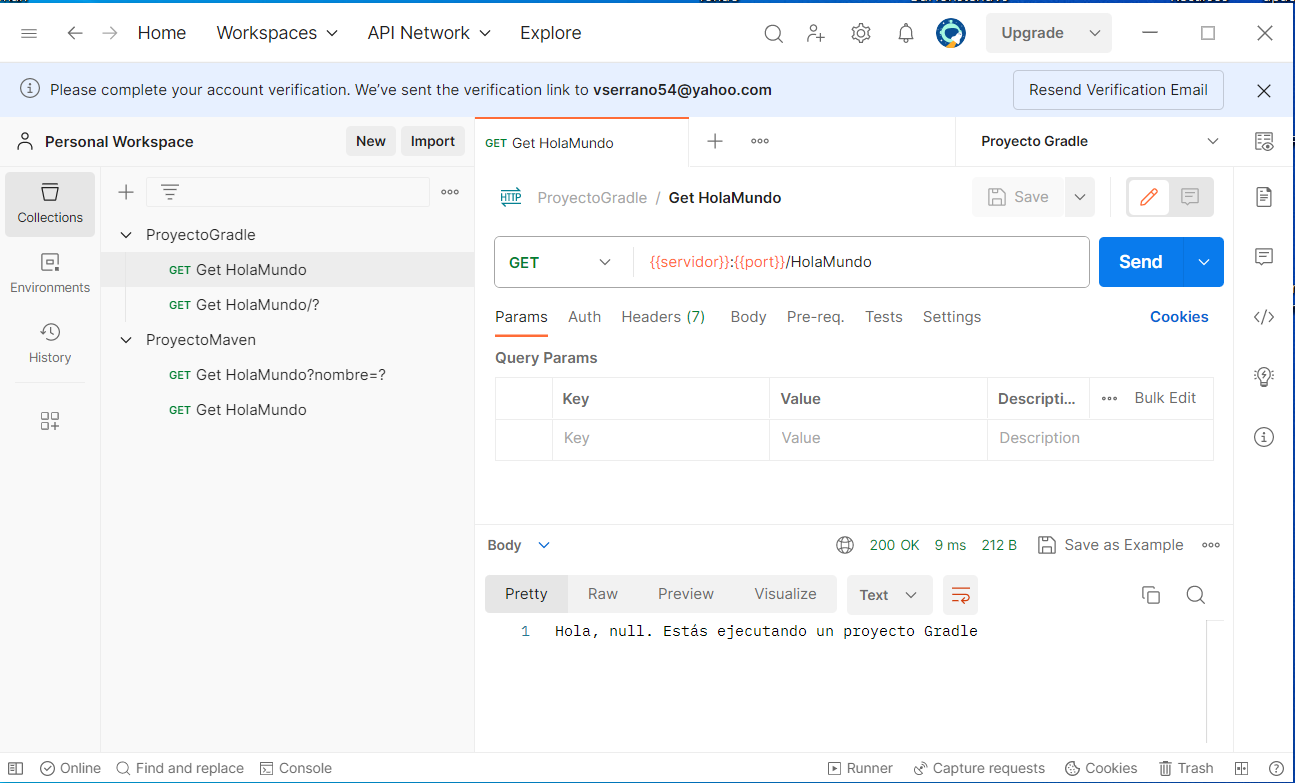 Home Workspaces API Network Explore Upgrade
Please complete your account verification. We've sent the verification link to vserrano54@yahoo.com Resend Verification Email
Personal Workspace New Import GET Get HolaMundo Proyecto Gradle
Collections
Environments
History
ProyectoGradle
GET Get HolaMundo
GET Get HolaMundo/?
ProyectoMaven
GET Get HolaMundo?nombre=?
GET Get HolaMundo
HTTP ProyectoGradle / Get HolaMundo Save
GET {{servidor}}:{{port}}/HolaMundo Send
Params Auth Headers (7) Body Pre-req. Tests Settings Cookies
Query Params
Key Value Descripti... Bulk Edit
Key Value Description
Body 200 OK 9 ms 212 B Save as Example
Pretty Raw Preview Visualize Text
1 Hola, null. Estás ejecutando un proyecto Gradle
Online Find and replace Console Runner Capture requests Cookies Trash